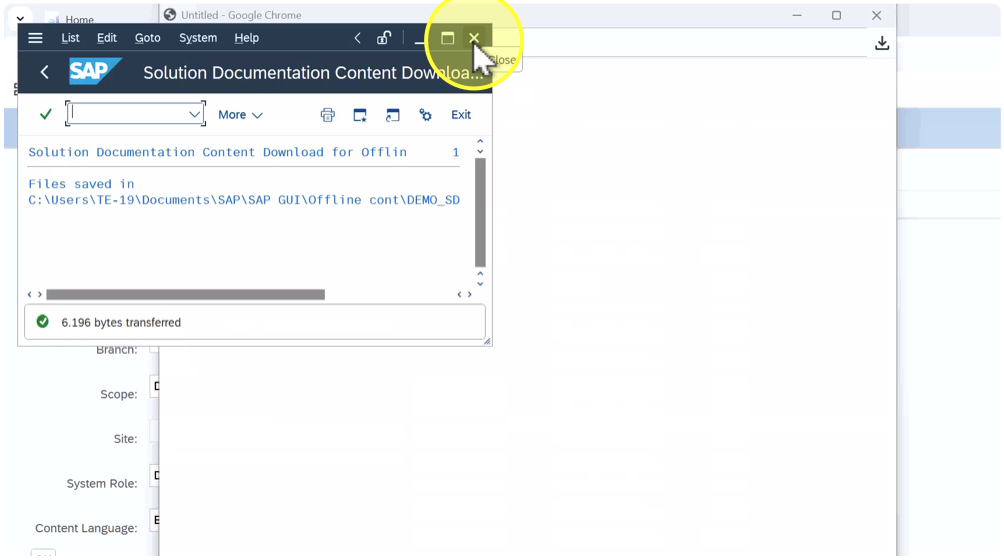 Home
Untitled - Google Chrome
List Edit Goto System Help
Close
SAP Solution Documentation Content Downloa...
More Exit
Solution Documentation Content Download for Offlin 1
Files saved in
C:\Users\TE-19\Documents\SAP\SAP GUI\Offline cont\DEMO_SD
6.196 bytes transferred
Branch:
Scope:
Site:
System Role:
Content Language: